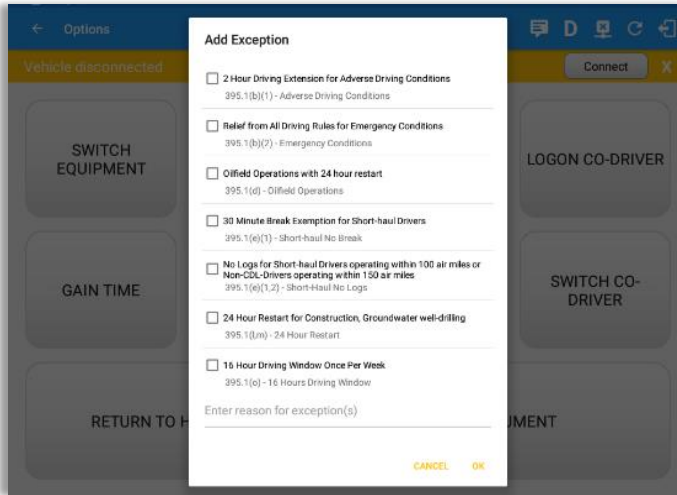 Options
D
Vehicle disconnected
Connect
X
Add Exception
2 Hour Driving Extension for Adverse Driving Conditions
395.1(b)(1) - Adverse Driving Conditions
Relief from All Driving Rules for Emergency Conditions
395.1(b)(2) - Emergency Conditions
Oilfield Operations with 24 hour restart
395.1(d) - Oilfield Operations
30 Minute Break Exemption for Short-haul Drivers
395.1(e)(1) - Short-haul No Break
No Logs for Short-haul Drivers operating within 100 air miles or
Non-CDL-Drivers operating within 150 air miles
395.1(e)(1,2) - Short-Haul No Logs
24 Hour Restart for Construction, Groundwater well-drilling
395.1(l,m) - 24 Hour Restart
16 Hour Driving Window Once Per Week
395.1(o) - 16 Hours Driving Window
Enter reason for exception(s)
CANCEL OK
SWITCH
EQUIPMENT
LOGON CO-DRIVER
GAIN TIME
SWITCH CO-
DRIVER
RETURN TO